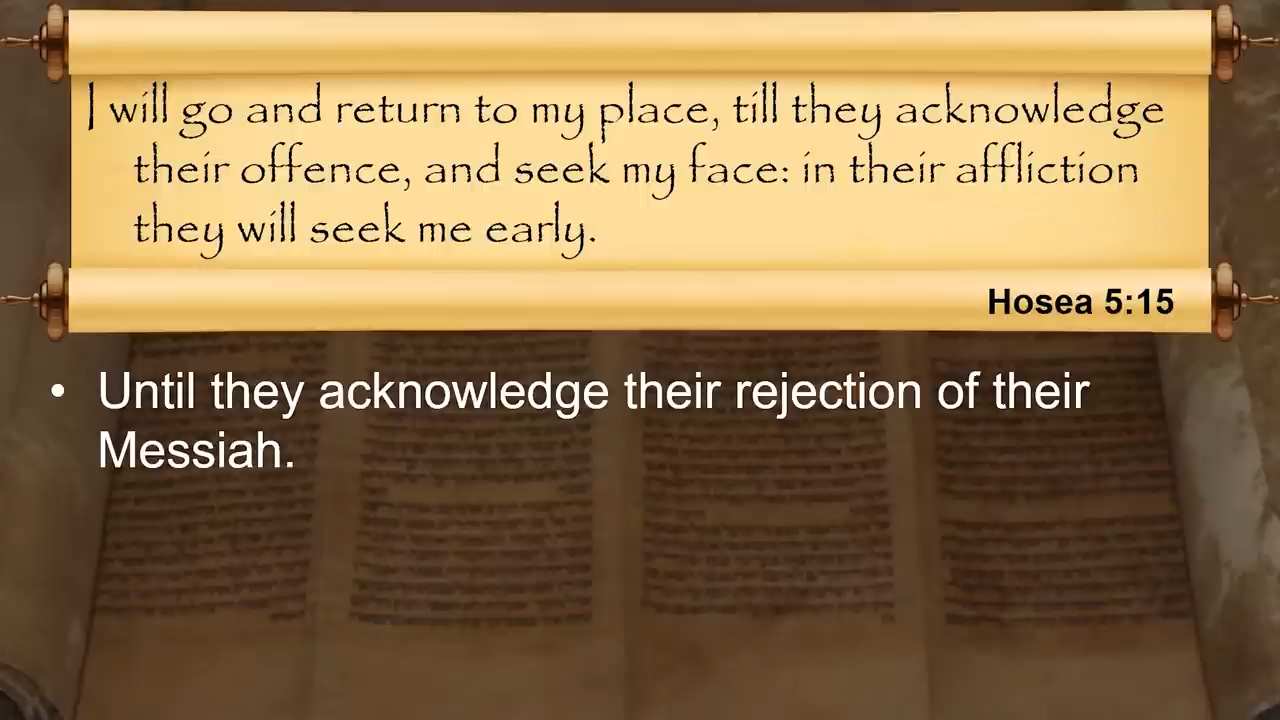 I will go and return to my place, till they acknowledge
their offence, and seek my face: in their affliction
they will seek me early.
Hosea 5:15
• Until they acknowledge their rejection of their
Messiah.